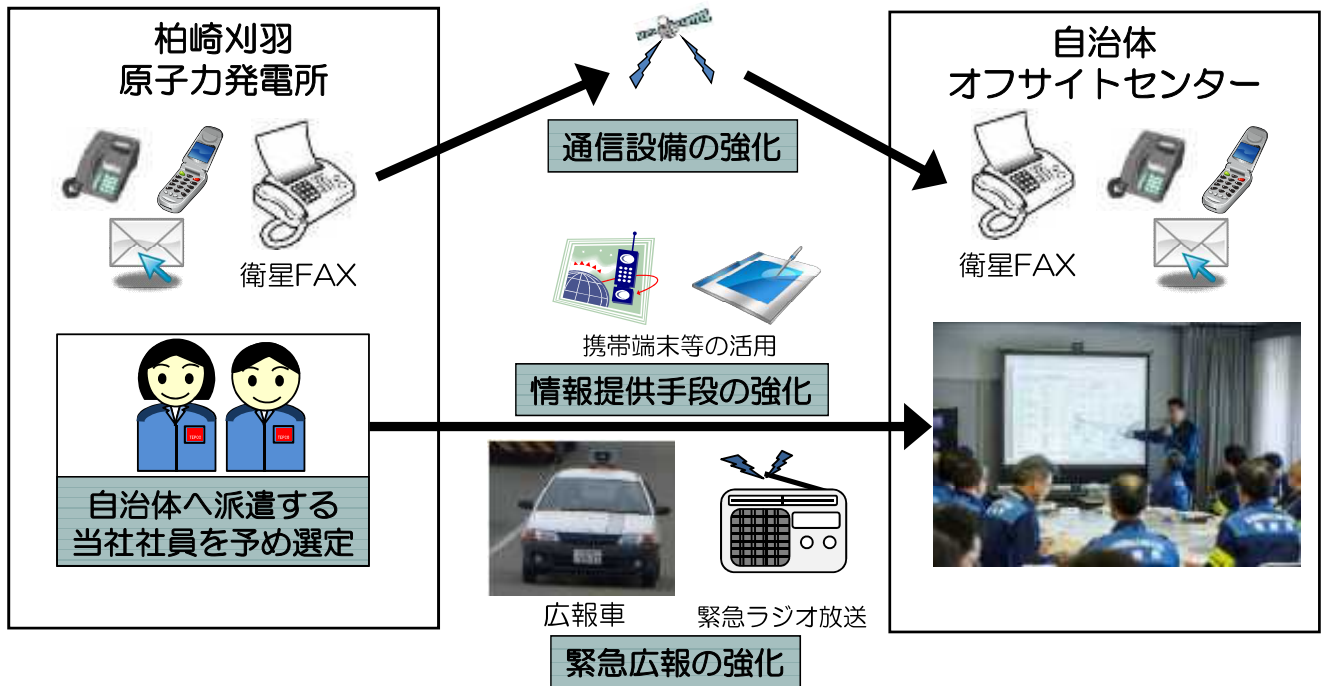 柏崎刈羽
原子力発電所
衛星FAX
TEPCO
TEPCO
自治体へ派遣する
当社社員を予め選定
通信設備の強化
携帯端末等の活用
情報提供手段の強化
広報車
緊急ラジオ放送
緊急広報の強化
自治体
オフサイトセンター
衛星FAX